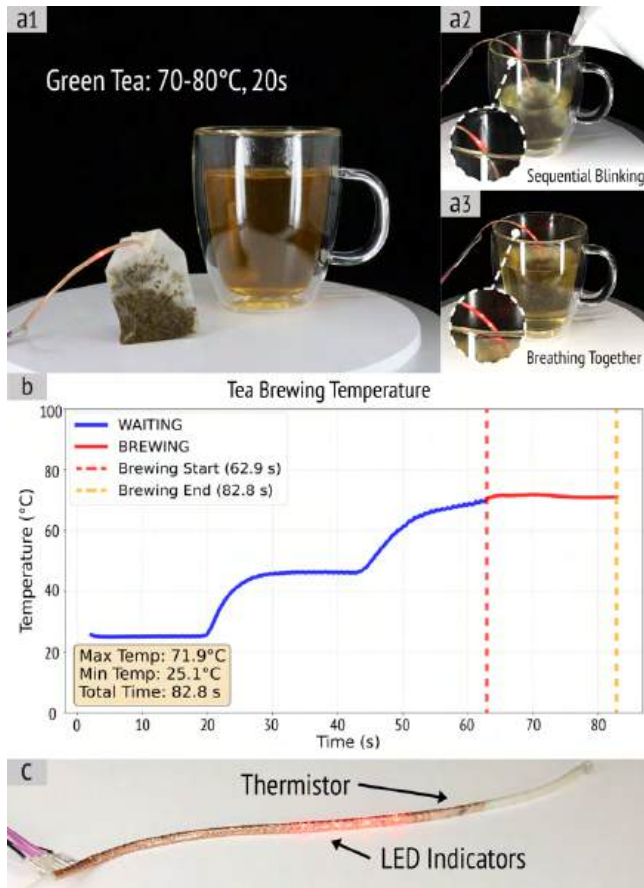 a1
Green Tea: 70-80°C, 20s
a2
Sequential Blinking
a3
Breathing Together
b
Tea Brewing Temperature
WAITING
BREWING
Brewing Start (62.9 s)
Brewing End (82.8 s)
Temperature (°C)
100
80
60
40
20
0
Max Temp: 71.9°C
Min Temp: 25.1°C
Total Time: 82.8 s
0 10 20 30 40 50 60 70 80
Time (s)
c
Thermistor
LED Indicators